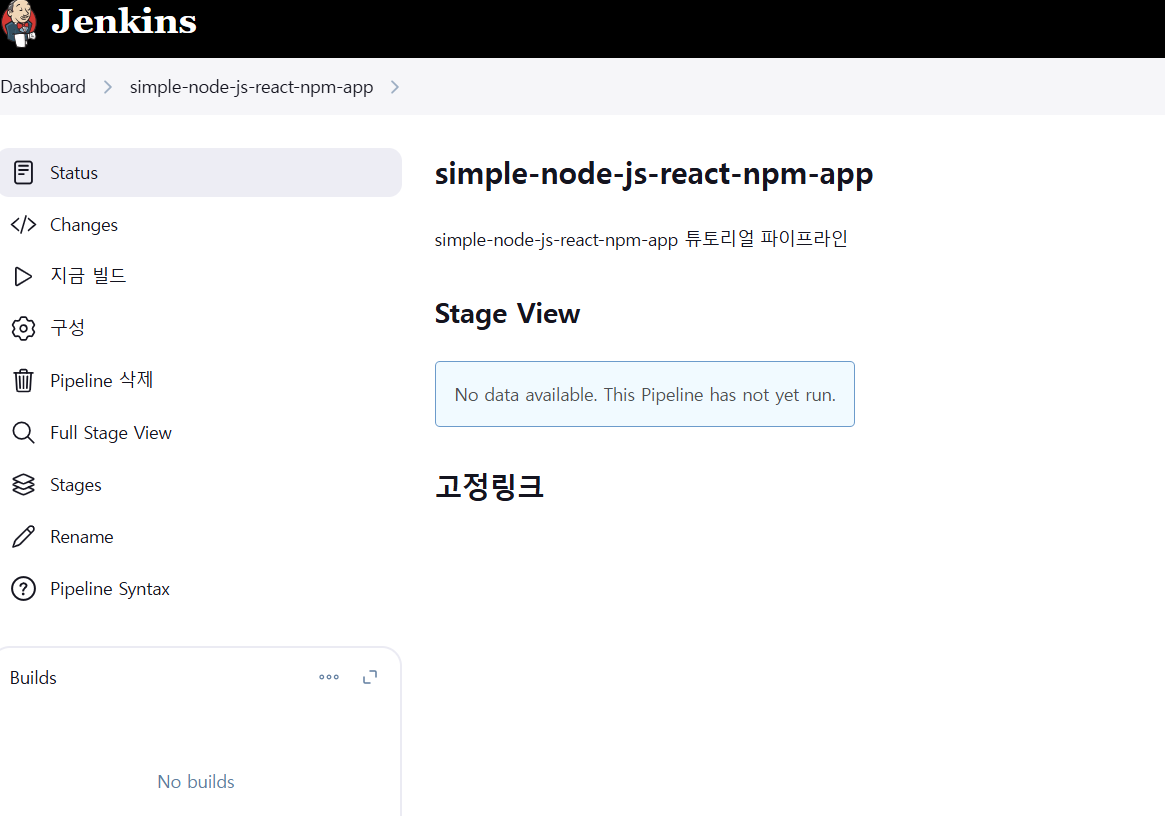 Jenkins
Dashboard
simple-node-js-react-npm-app
Status
Changes
지금 빌드
구성
Pipeline 삭제
Full Stage View
Stages
Rename
Pipeline Syntax
Builds
No builds
simple-node-js-react-npm-app
simple-node-js-react-npm-app 튜토리얼 파이프라인
Stage View
No data available. This Pipeline has not yet run.
고정링크